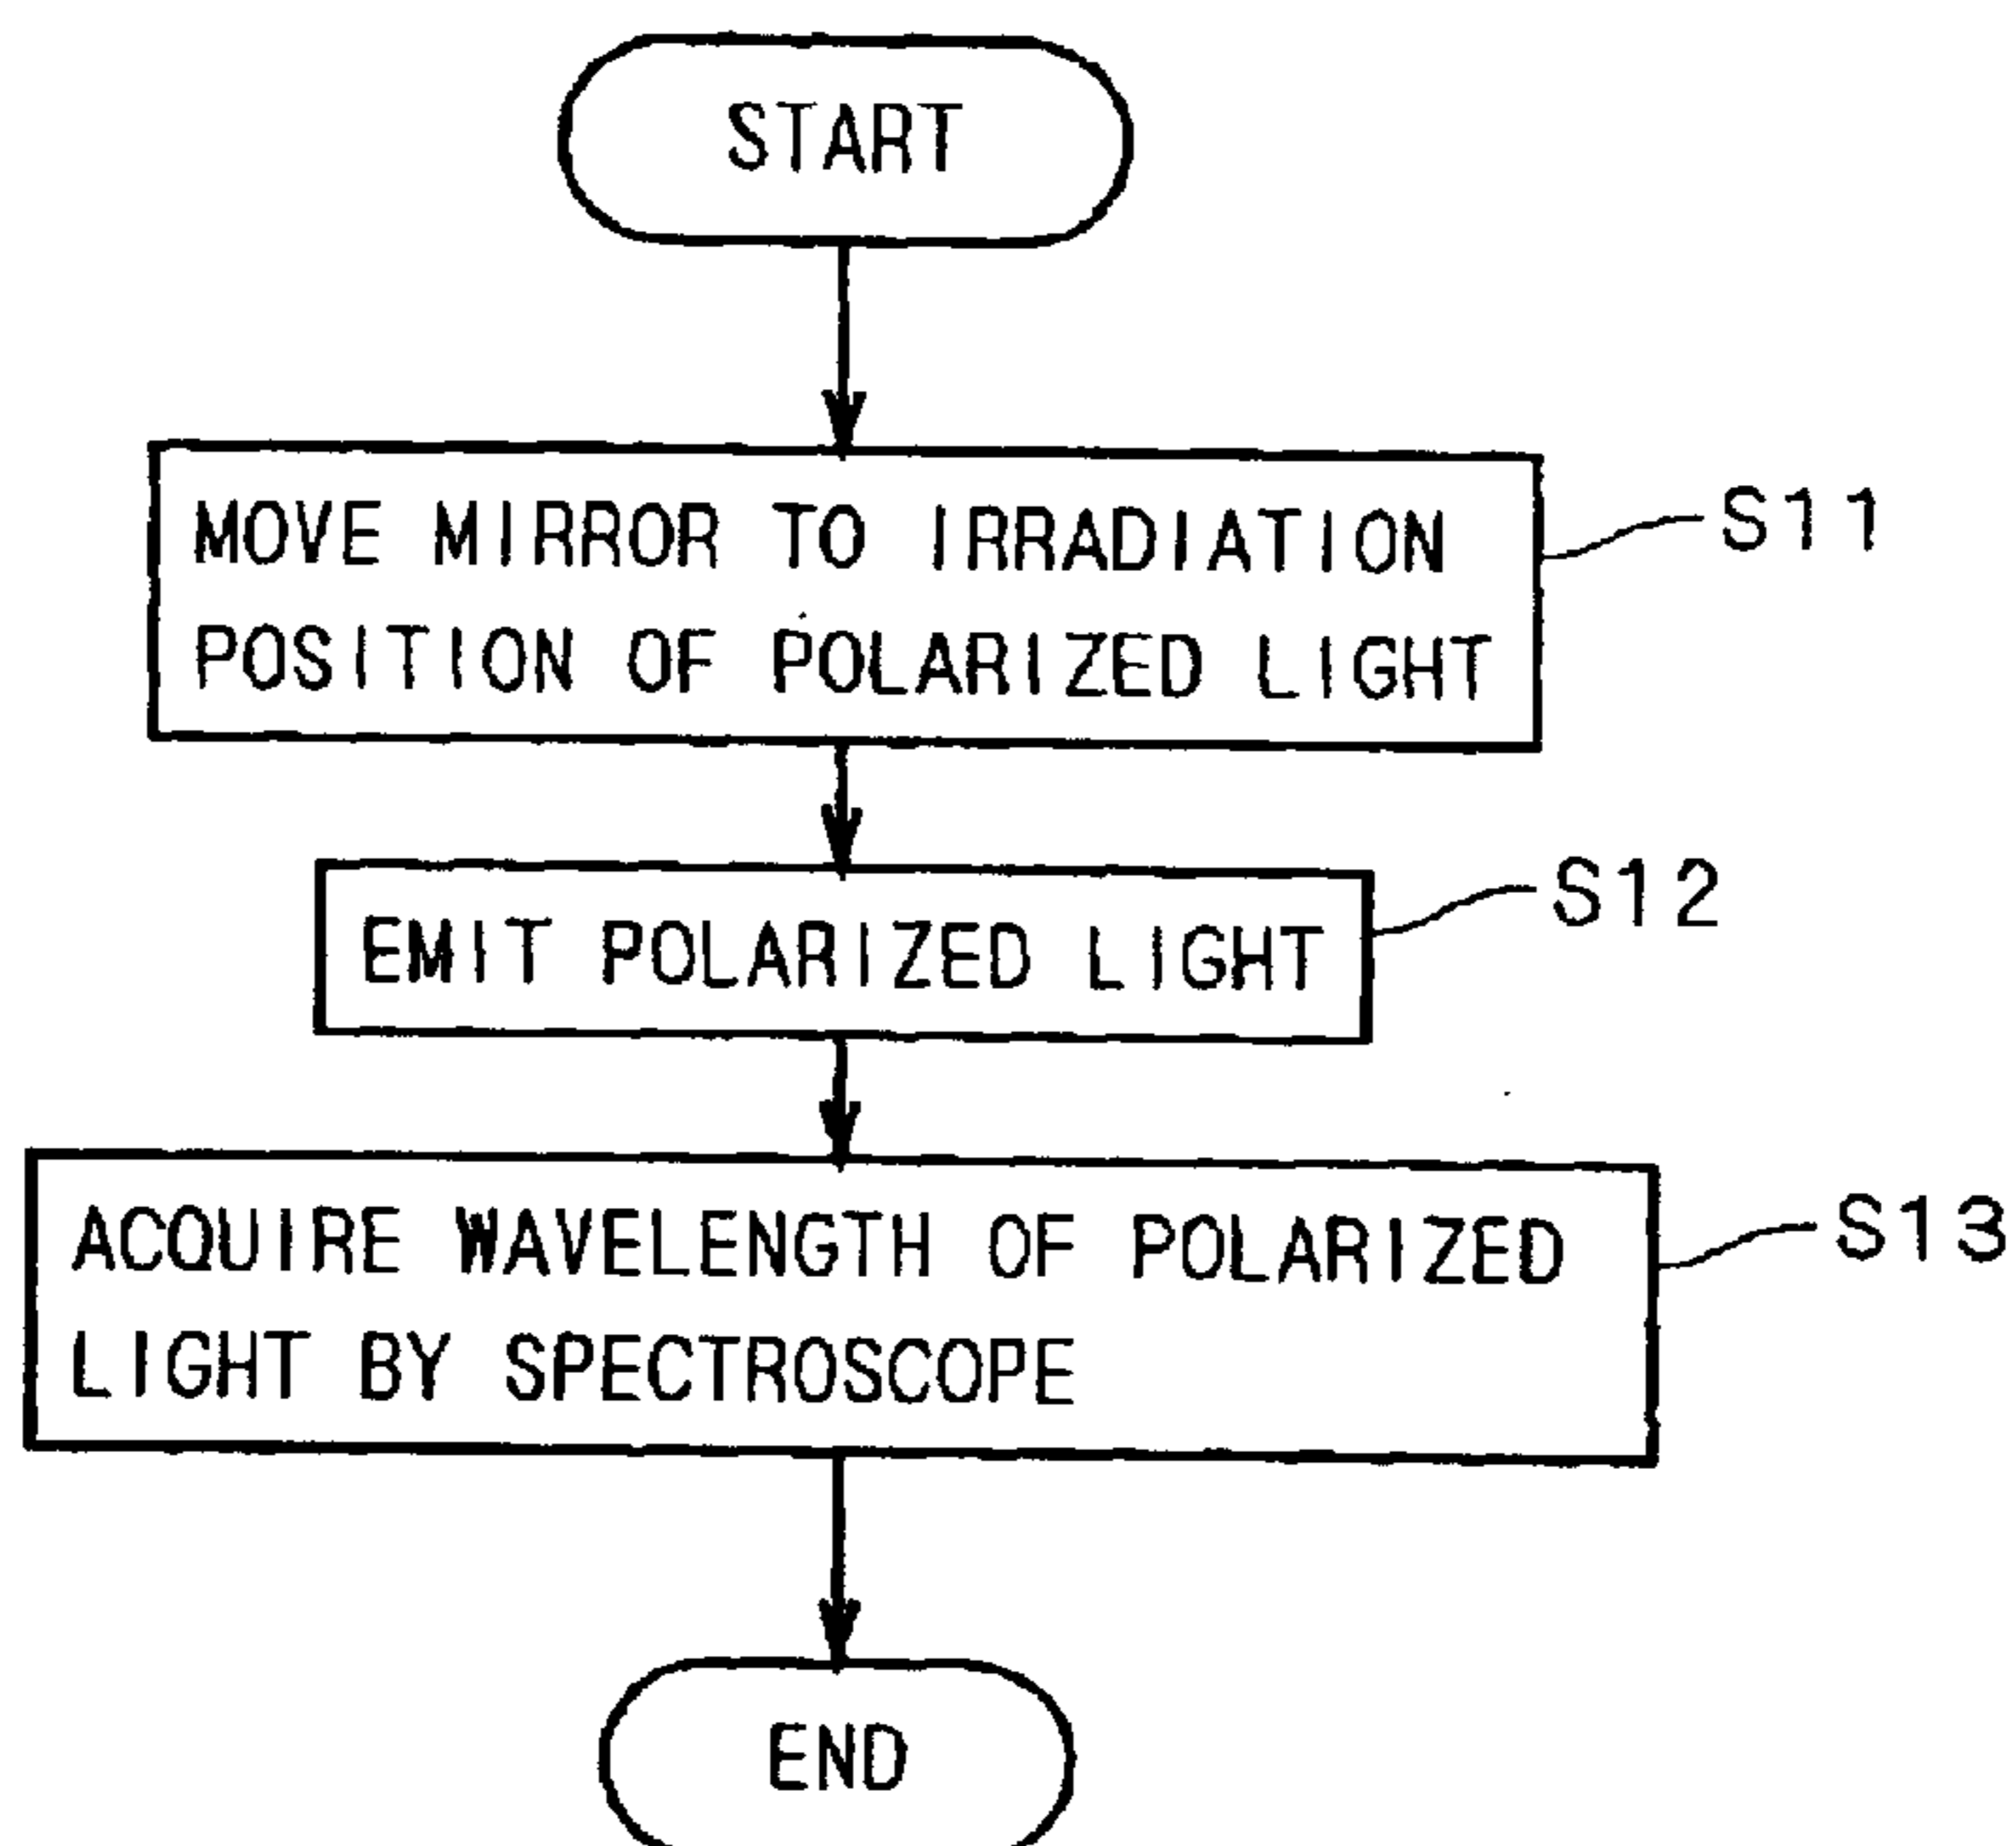 START
MOVE MIRROR TO IRRADIATION
POSITION OF POLARIZED LIGHT
S11
EMIT POLARIZED LIGHT
S12
ACQUIRE WAVELENGTH OF POLARIZED
LIGHT BY SPECTROSCOPE
S13
END